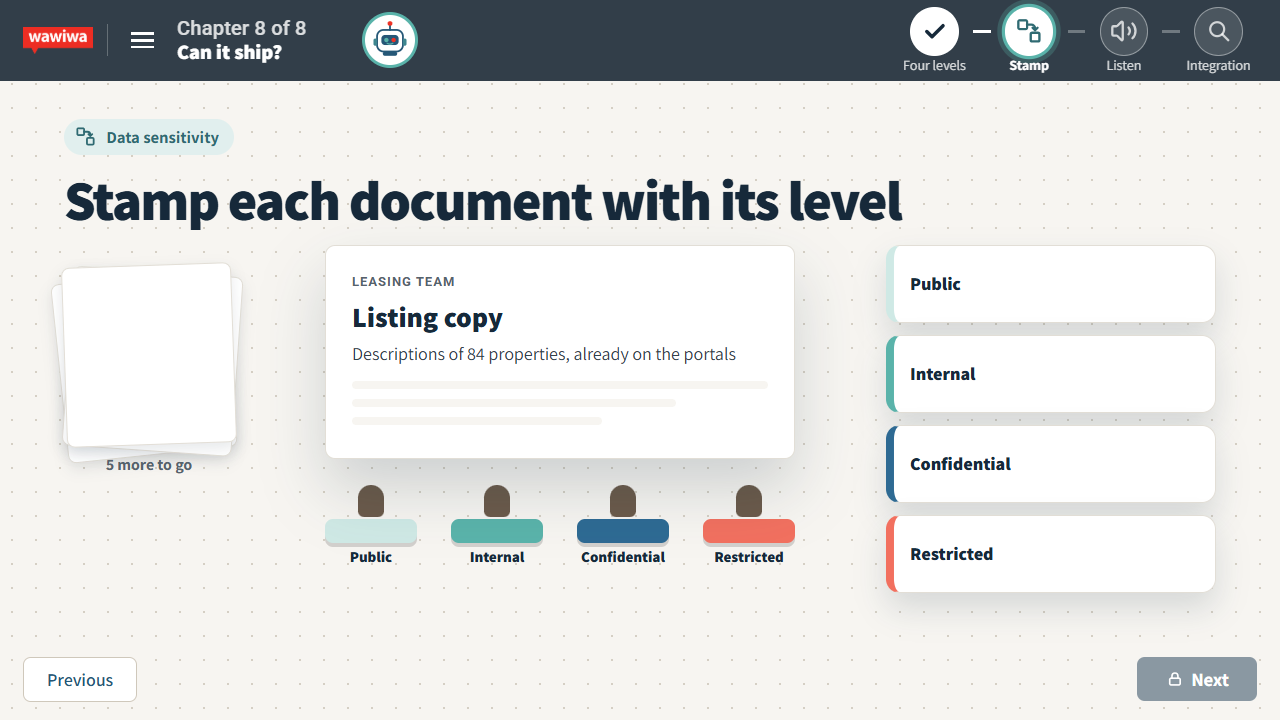 wawiwa
Chapter 8 of 8
Can it ship?
Four levels
Stamp
Listen
Integration
Data sensitivity
Stamp each document with its level
5 more to go
LEASING TEAM
Listing copy
Descriptions of 84 properties, already on the portals
Public
Internal
Confidential
Restricted
Public
Internal
Confidential
Restricted
Previous
Next